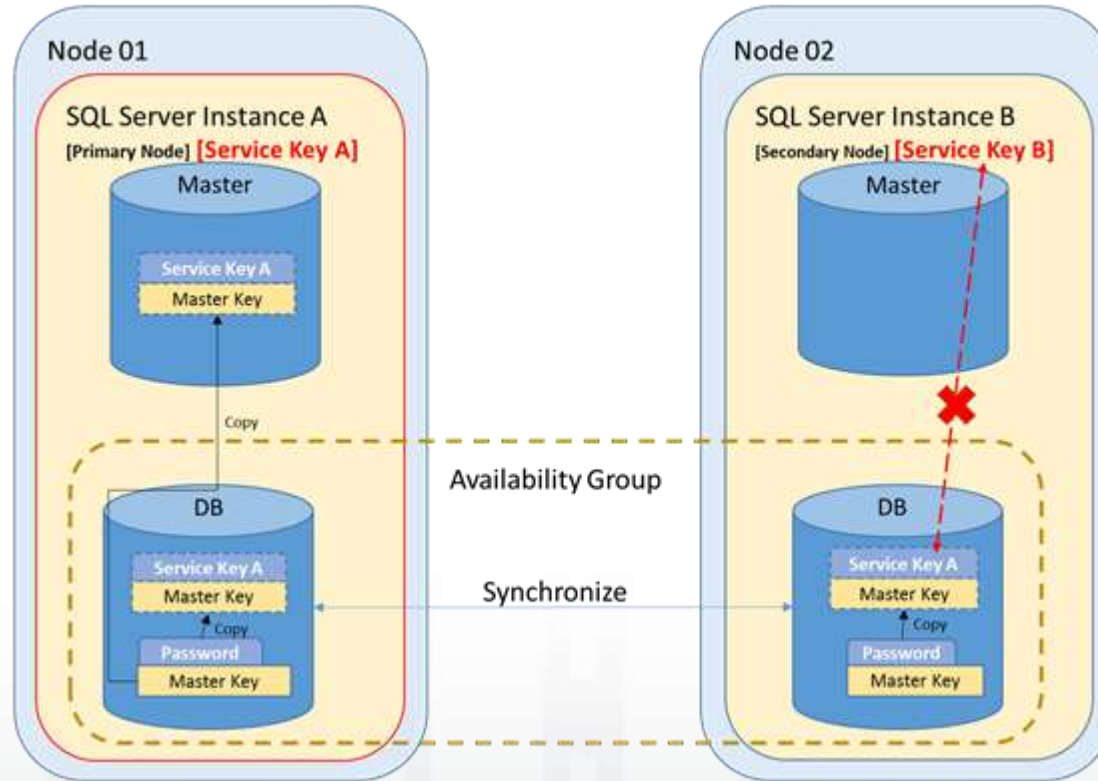 Node 01
SQL Server Instance A
[Primary Node] [Service Key A]
Master
Service Key A
Master Key
Copy
DB
Service Key A
Master Key
Copy
Password
Master Key
Availability Group
Synchronize
Node 02
SQL Server Instance B
[Secondary Node] [Service Key B]
Master
DB
Service Key A
Master Key
Copy
Password
Master Key